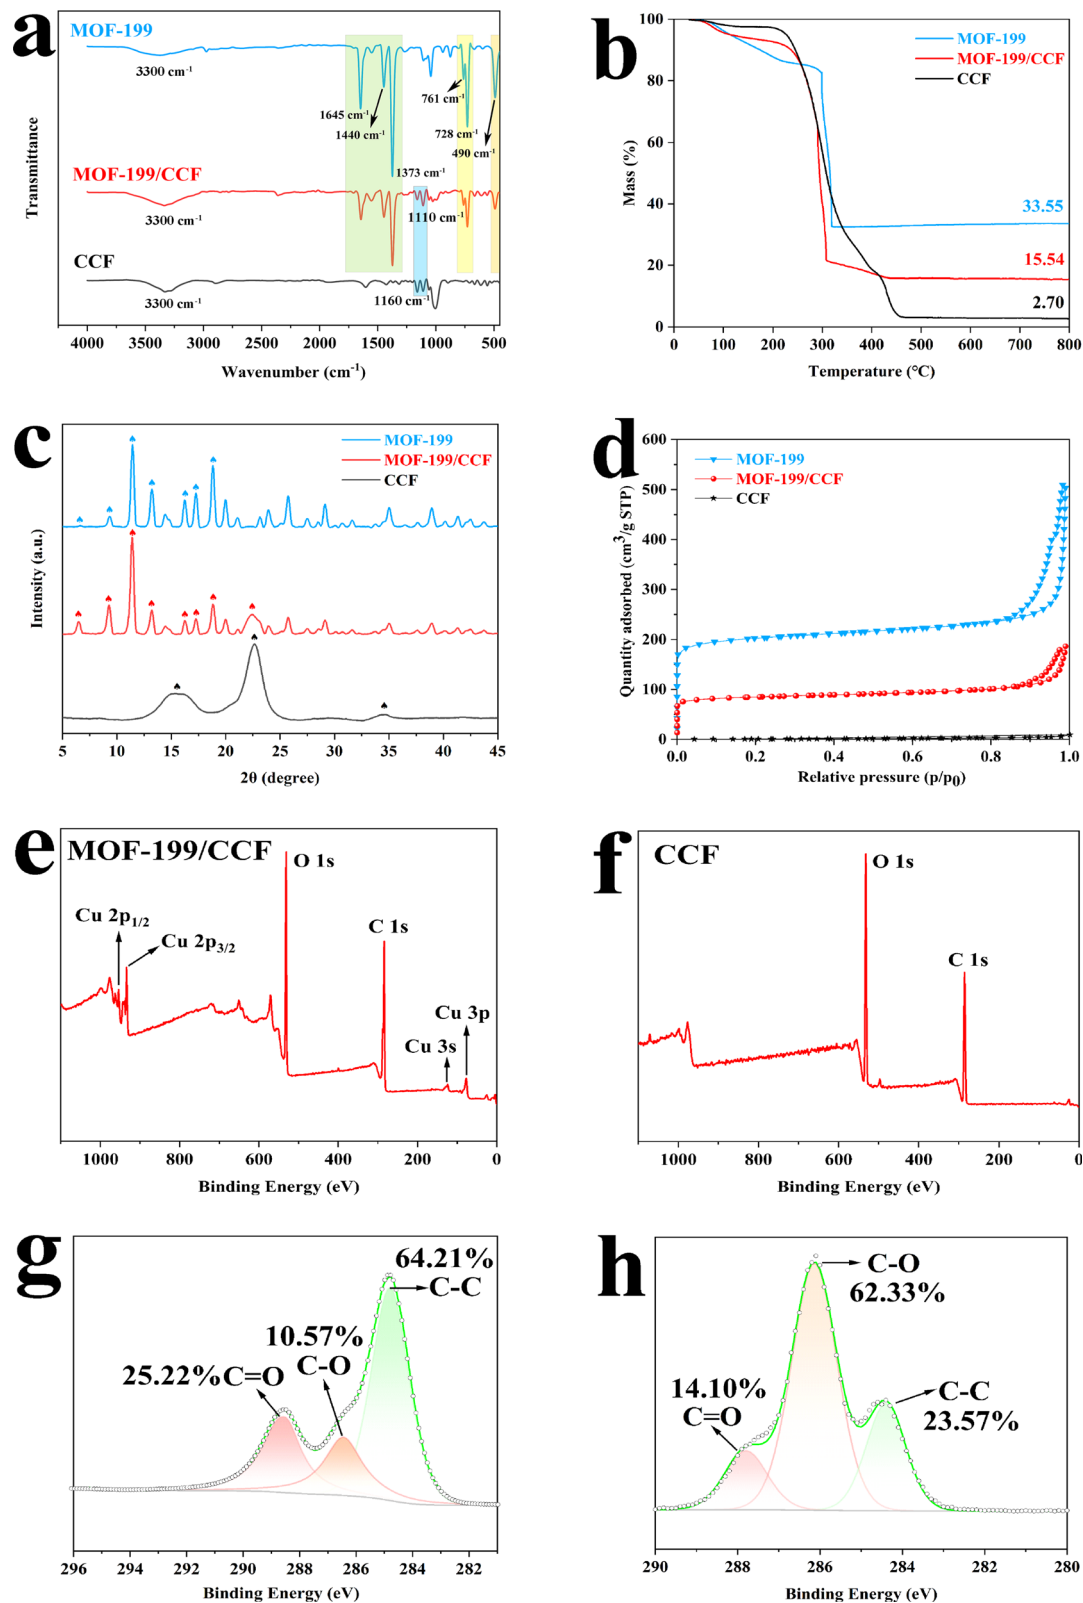 a
MOF-199
3300 cm⁻¹
1645 cm⁻¹
1440 cm⁻¹
1373 cm⁻¹
761 cm⁻¹
728 cm⁻¹
490 cm⁻¹
MOF-199/CCF
3300 cm⁻¹
1110 cm⁻¹
CCF
3300 cm⁻¹
1160 cm⁻¹
Transmittance
4000 3500 3000 2500 2000 1500 1000 500
Wavenumber (cm⁻¹)
b
MOF-199
MOF-199/CCF
CCF
33.55
15.54
2.70
Mass (%)
100
80
60
40
20
0
0 100 200 300 400 500 600 700 800
Temperature (°C)
c
MOF-199
MOF-199/CCF
CCF
Intensity (a.u.)
5 10 15 20 25 30 35 40 45
2θ (degree)
d
MOF-199
MOF-199/CCF
CCF
Quantity adsorbed (cm³/g STP)
600
500
400
300
200
100
0
0.0 0.2 0.4 0.6 0.8 1.0
Relative pressure (p/p₀)
e
MOF-199/CCF
O 1s
Cu 2p₁/₂
Cu 2p₃/₂
C 1s
Cu 3p
Cu 3s
1000 800 600 400 200 0
Binding Energy (eV)
f
CCF
O 1s
C 1s
1000 800 600 400 200 0
Binding Energy (eV)
g
64.21%
C-C
10.57%
C-O
25.22% C=O
296 294 292 290 288 286 284 282
Binding Energy (eV)
h
C-O
62.33%
14.10%
C=O
C-C
23.57%
290 288 286 284 282 280
Binding Energy (eV)